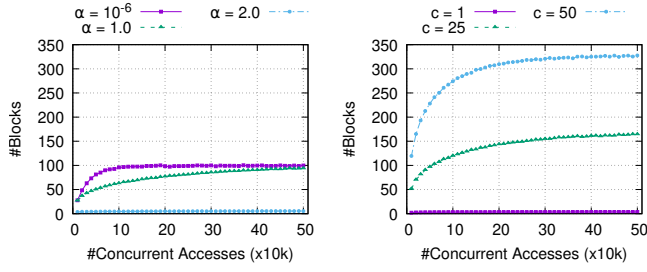 α = 10-6 α = 2.0
α = 1.0
350
300
250
200
150
100
50
0
#Blocks
0 10 20 30 40 50
#Concurrent Accesses (x10k)
c = 1 c = 50
c = 25
350
300
250
200
150
100
50
0
#Blocks
0 10 20 30 40 50
#Concurrent Accesses (x10k)